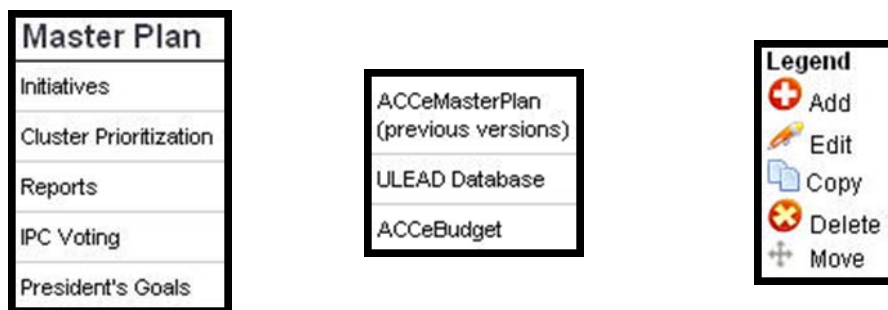 Master Plan
Initiatives
Cluster Prioritization
Reports
IPC Voting
President's Goals
ACCeMasterPlan
(previous versions)
ULEAD Database
ACCeBudget
Legend
Add
Edit
Copy
Delete
Move